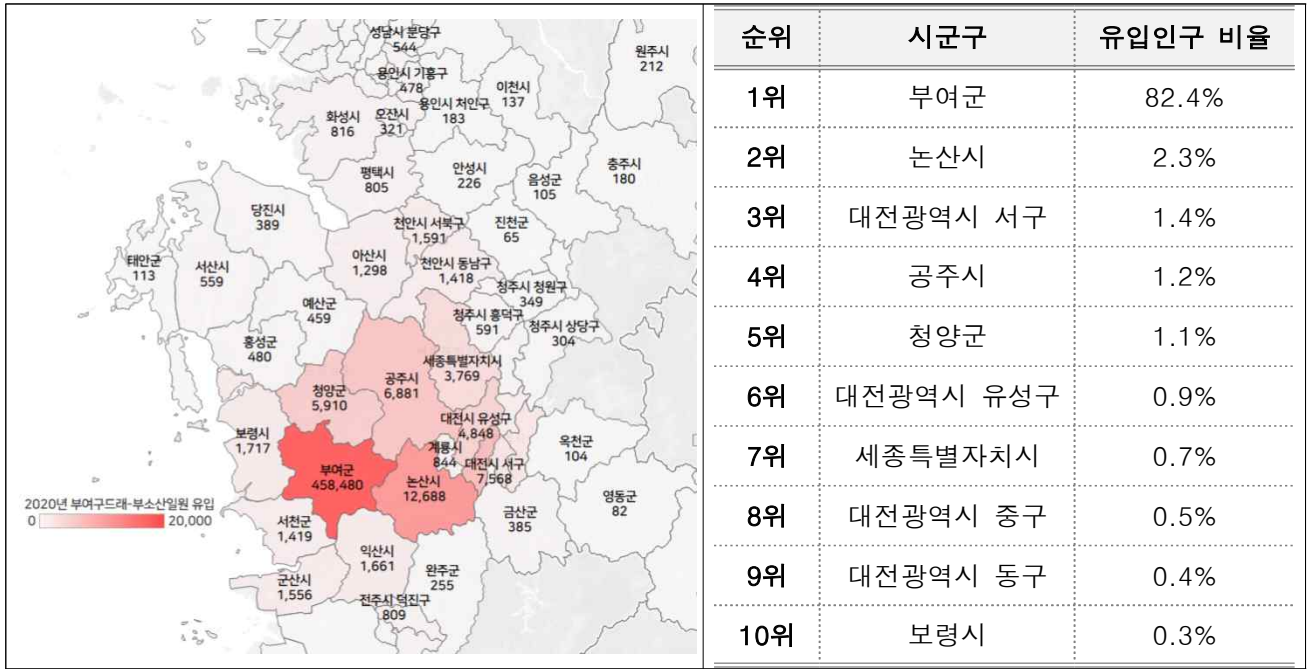 성남시 분당구
544
원주시
212
용인시 기흥구
478
이천시
137
화성시
816
오산시
321
용인시 처인구
183
평택시
805
안성시
226
음성군
105
충주시
180
당진시
389
천안시 서북구
1,591
진천군
65
태안군
113
서산시
559
아산시
1,298
천안시 동남구
1,418
청주시 청원구
349
예산군
459
청주시 흥덕구
591
청주시 상당구
304
홍성군
480
세종특별자치시
3,769
공주시
6,881
청양군
5,910
대전시 유성구
4,848
보령시
1,717
계룡시
844
옥천군
104
대전시 서구
7,568
부여군
458,480
논산시
12,688
영동군
82
2020년 부여구드래-부소산일원 유입
0 20,000
서천군
1,419
금산군
385
익산시
1,661
완주군
255
군산시
1,556
전주시 덕진구
809
순위 시군구 유입인구 비율
1위 부여군 82.4%
2위 논산시 2.3%
3위 대전광역시 서구 1.4%
4위 공주시 1.2%
5위 청양군 1.1%
6위 대전광역시 유성구 0.9%
7위 세종특별자치시 0.7%
8위 대전광역시 중구 0.5%
9위 대전광역시 동구 0.4%
10위 보령시 0.3%